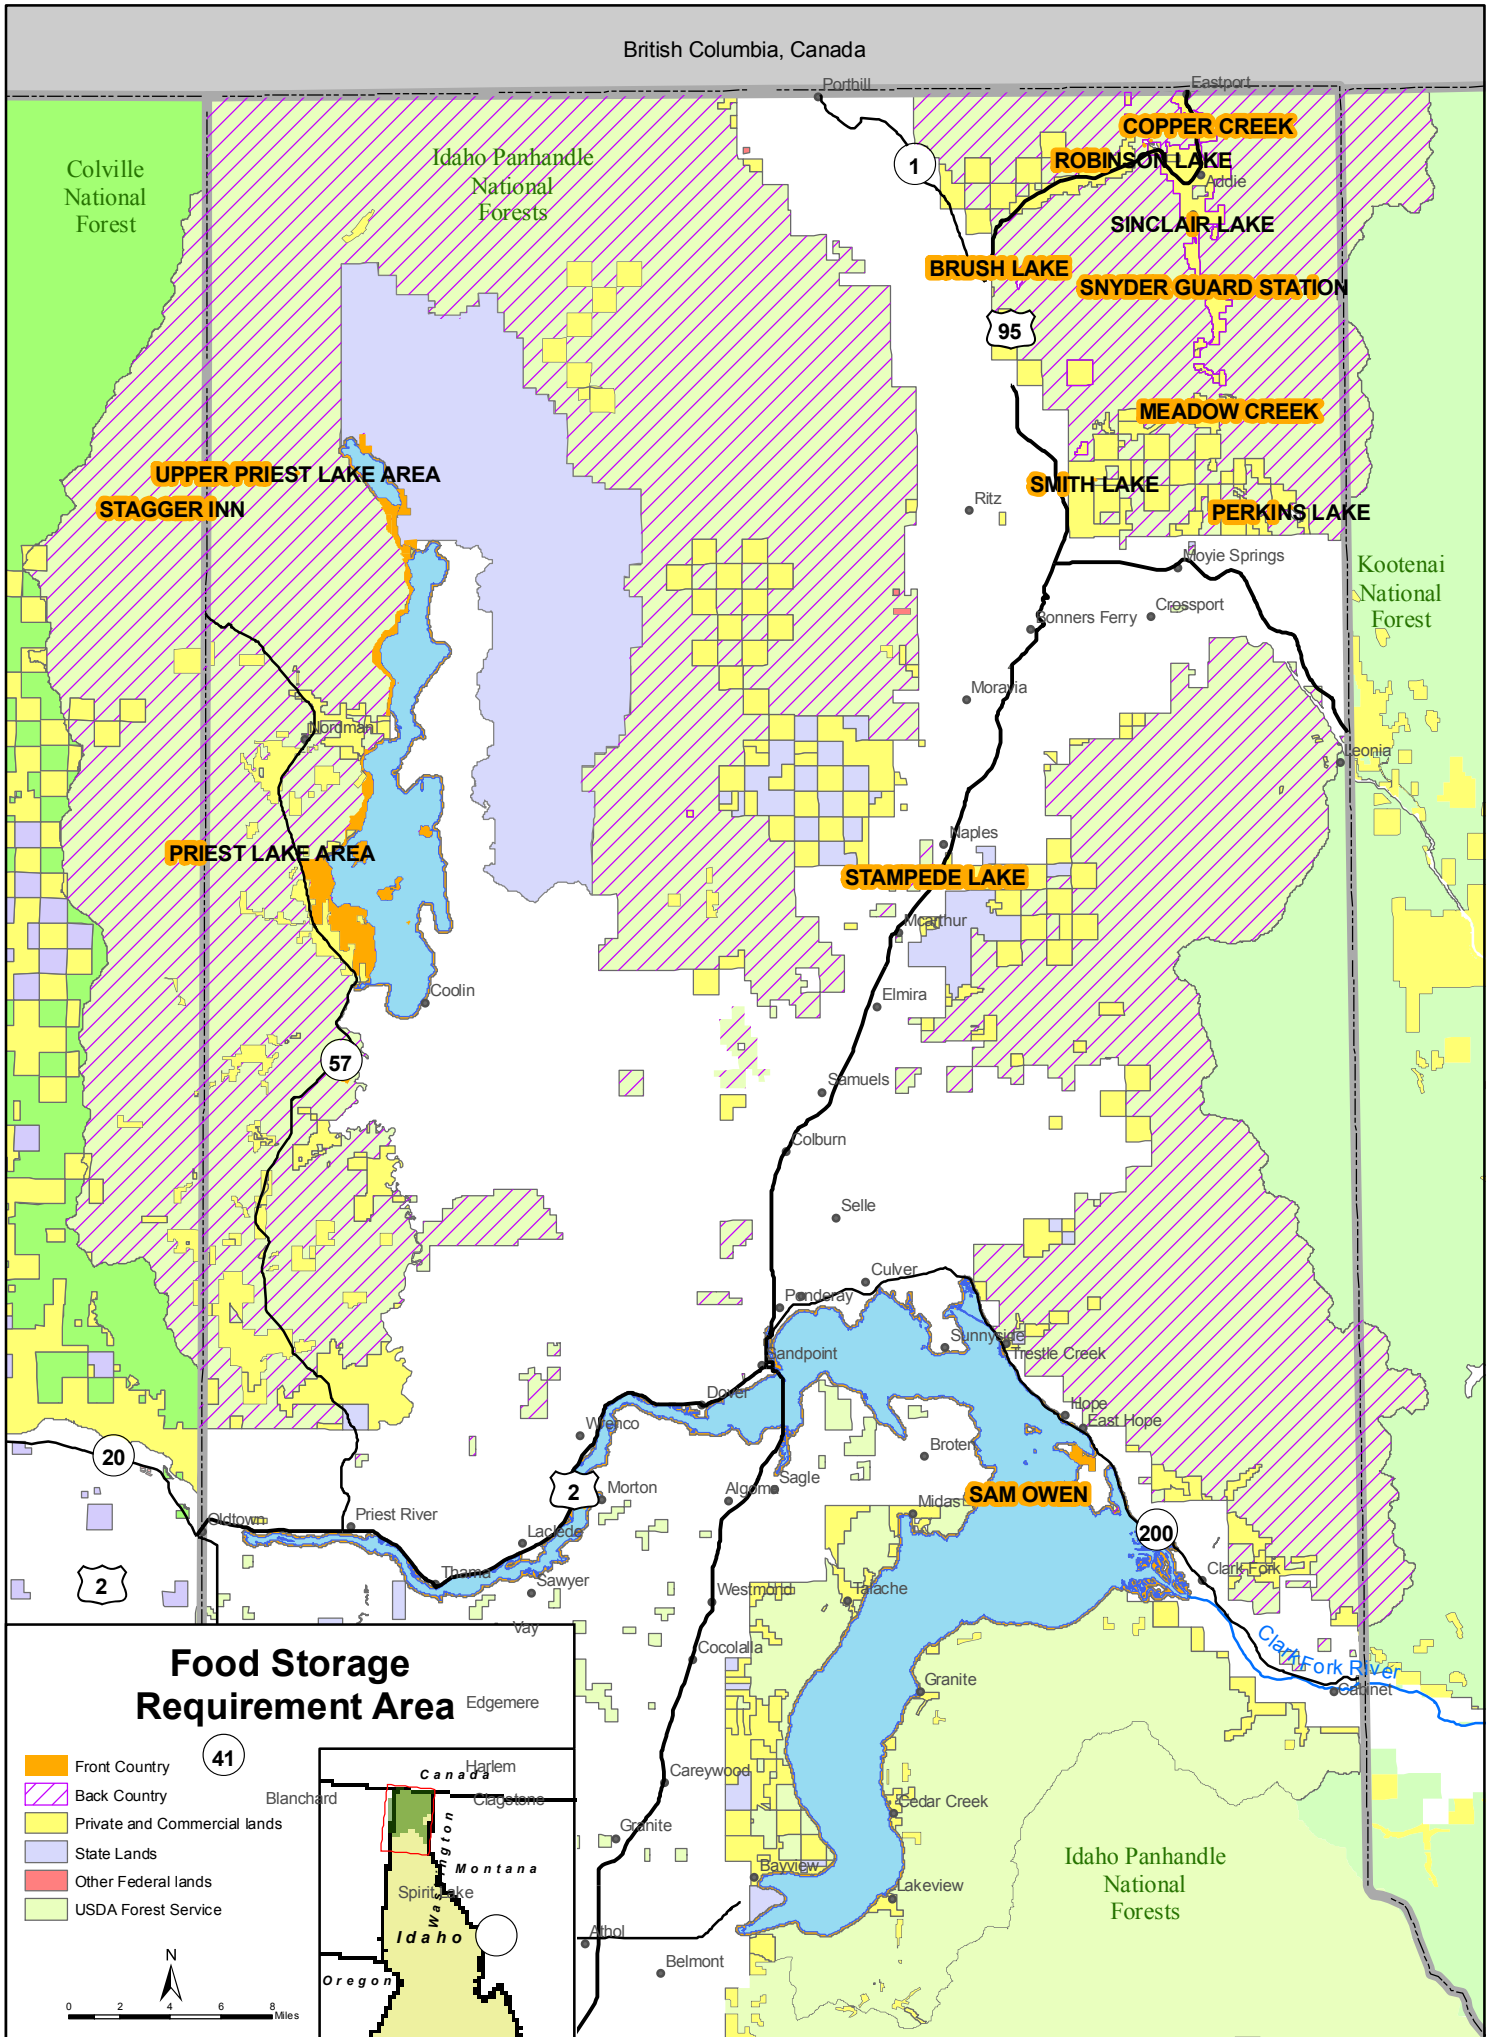 British Columbia, Canada
Porthill
Eastport
COPPER CREEK
Colville
National
Forest
Idaho Panhandle
National
Forests
1
ROBINSON LAKE
Addie
SINCLAIR LAKE
BRUSH LAKE
SNYDER GUARD STATION
95
MEADOW CREEK
UPPER PRIEST LAKE AREA
STAGGER INN
SMITH LAKE
Ritz
PERKINS LAKE
Moyie Springs
Kootenai
National
Forest
Crossport
Bonners Ferry
Moravia
Nordman
Leonia
Naples
PRIEST LAKE AREA
STAMPEDE LAKE
Mcarthur
Coolin
Elmira
57
Samuels
Colburn
Selle
Culver
Ponderay
Sunnyside
Trestle Creek
Sandpoint
Dover
Hope
East Hope
Wrenco
Broten
20
Sagle
Algoma
Morton
2
SAM OWEN
Midas
Priest River
Oldtown
Laclede
200
Clark Fork
Thama
Sawyer
2
Westmond
Talache
Vay
Cocolalla
Clark Fork River
Cabinet
Granite
Food Storage
Requirement Area
Edgemere
41
Front Country
Back Country
Private and Commercial lands
State Lands
Other Federal lands
USDA Forest Service
Harlem
Canada
Blanchard
Clagstone
Careywood
Cedar Creek
Granite
Washington
Montana
Spirit Lake
Idaho
Oregon
Bayview
Lakeview
Idaho Panhandle
National
Forests
Athol
Belmont
N
0 2 4 6 8
Miles